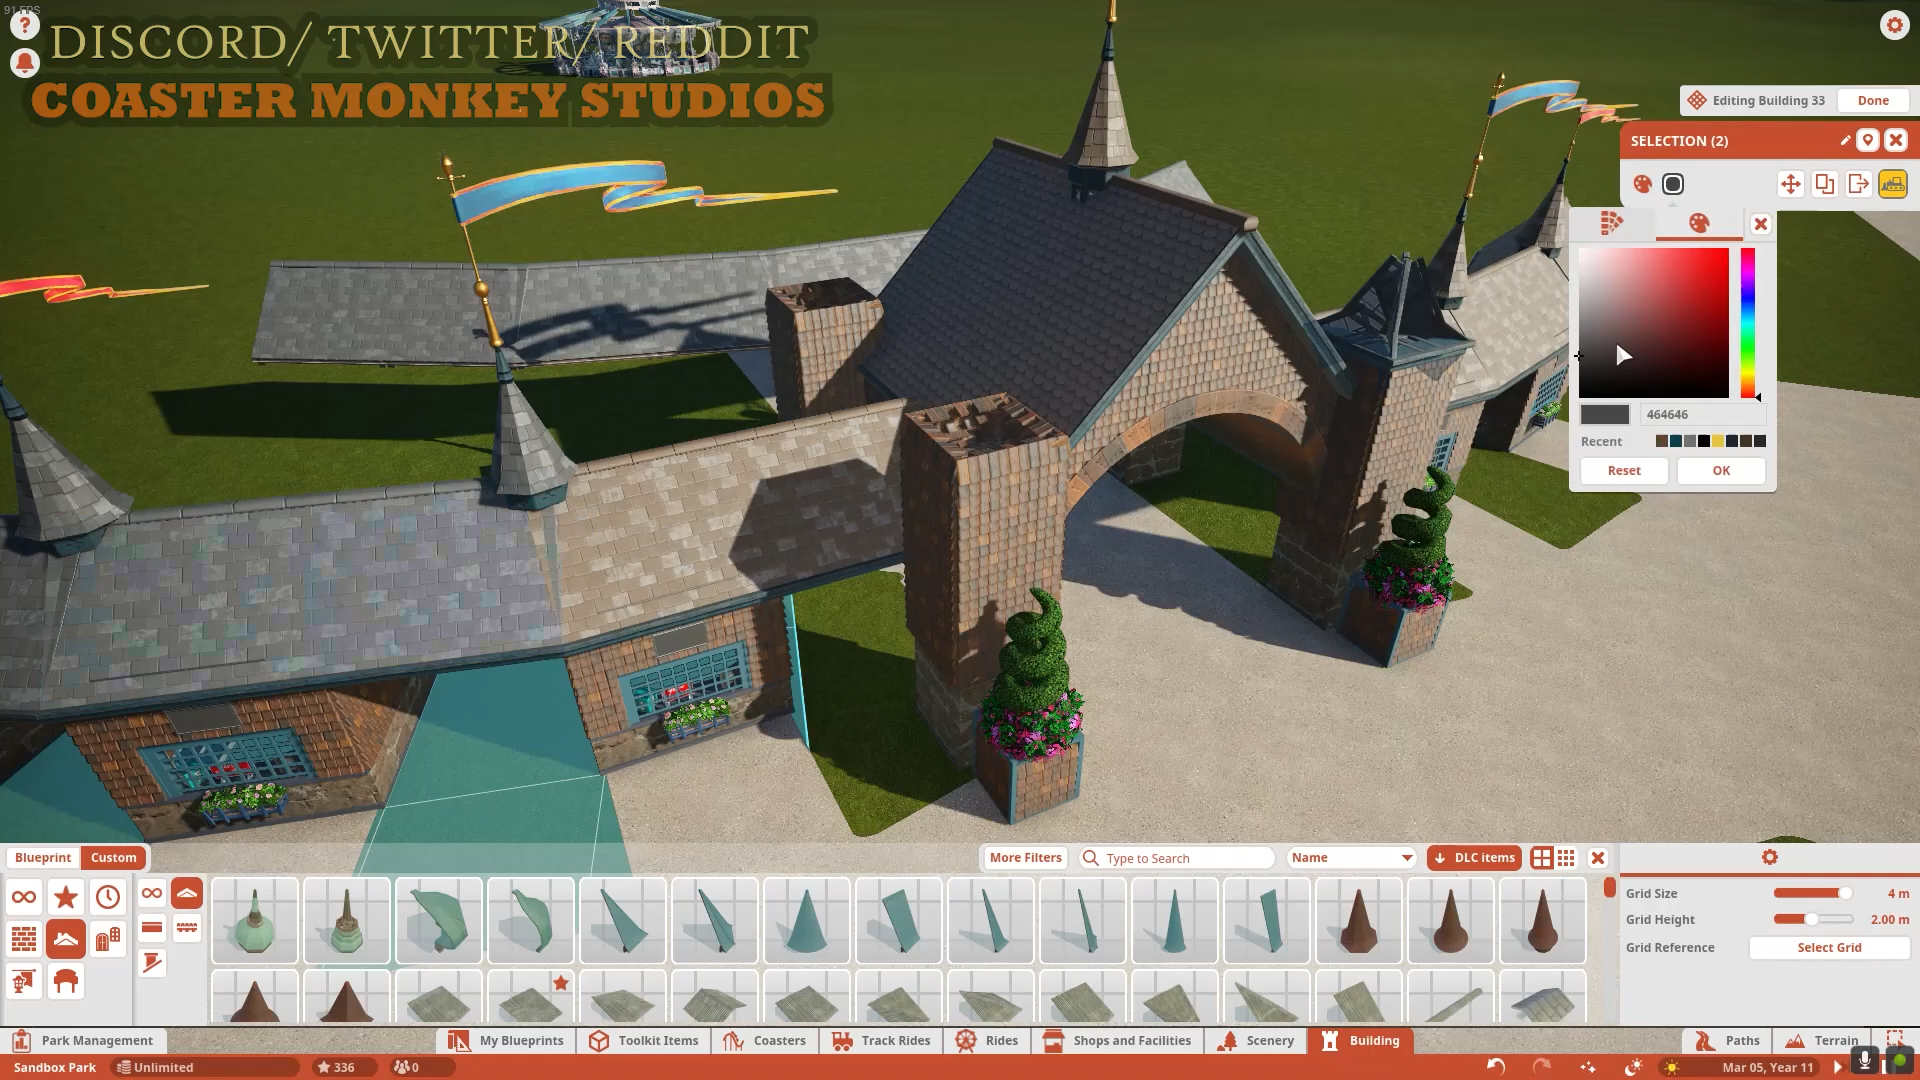 91 FPS
?
DISCORD/ TWITTER/ REDDIT
COASTER MONKEY STUDIOS
Editing Building 33
Done
SELECTION (2)
464646
Recent
Reset
OK
Blueprint
Custom
More Filters
Type to Search
Name
DLC items
Grid Size
4 m
Grid Height
2.00 m
Grid Reference
Select Grid
Park Management
My Blueprints
Toolkit Items
Coasters
Track Rides
Rides
Shops and Facilities
Scenery
Building
Paths
Terrain
Sandbox Park
Unlimited
336
0
Mar 05, Year 11